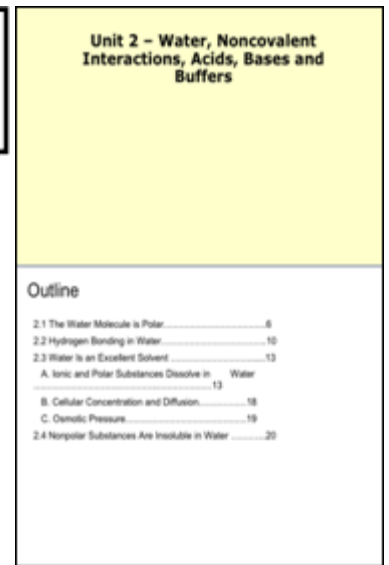 Unit 2 – Water, Noncovalent
Interactions, Acids, Bases and
Buffers
Outline
2.1 The Water Molecule is Polar..............................................6
2.2 Hydrogen Bonding in Water...............................................10
2.3 Water Is an Excellent Solvent ..........................................13
A. Ionic and Polar Substances Dissolve in Water
.................................................................13
B. Cellular Concentration and Diffusion....................18
C. Osmotic Pressure.................................................19
2.4 Nonpolar Substances Are Insoluble in Water ..............20